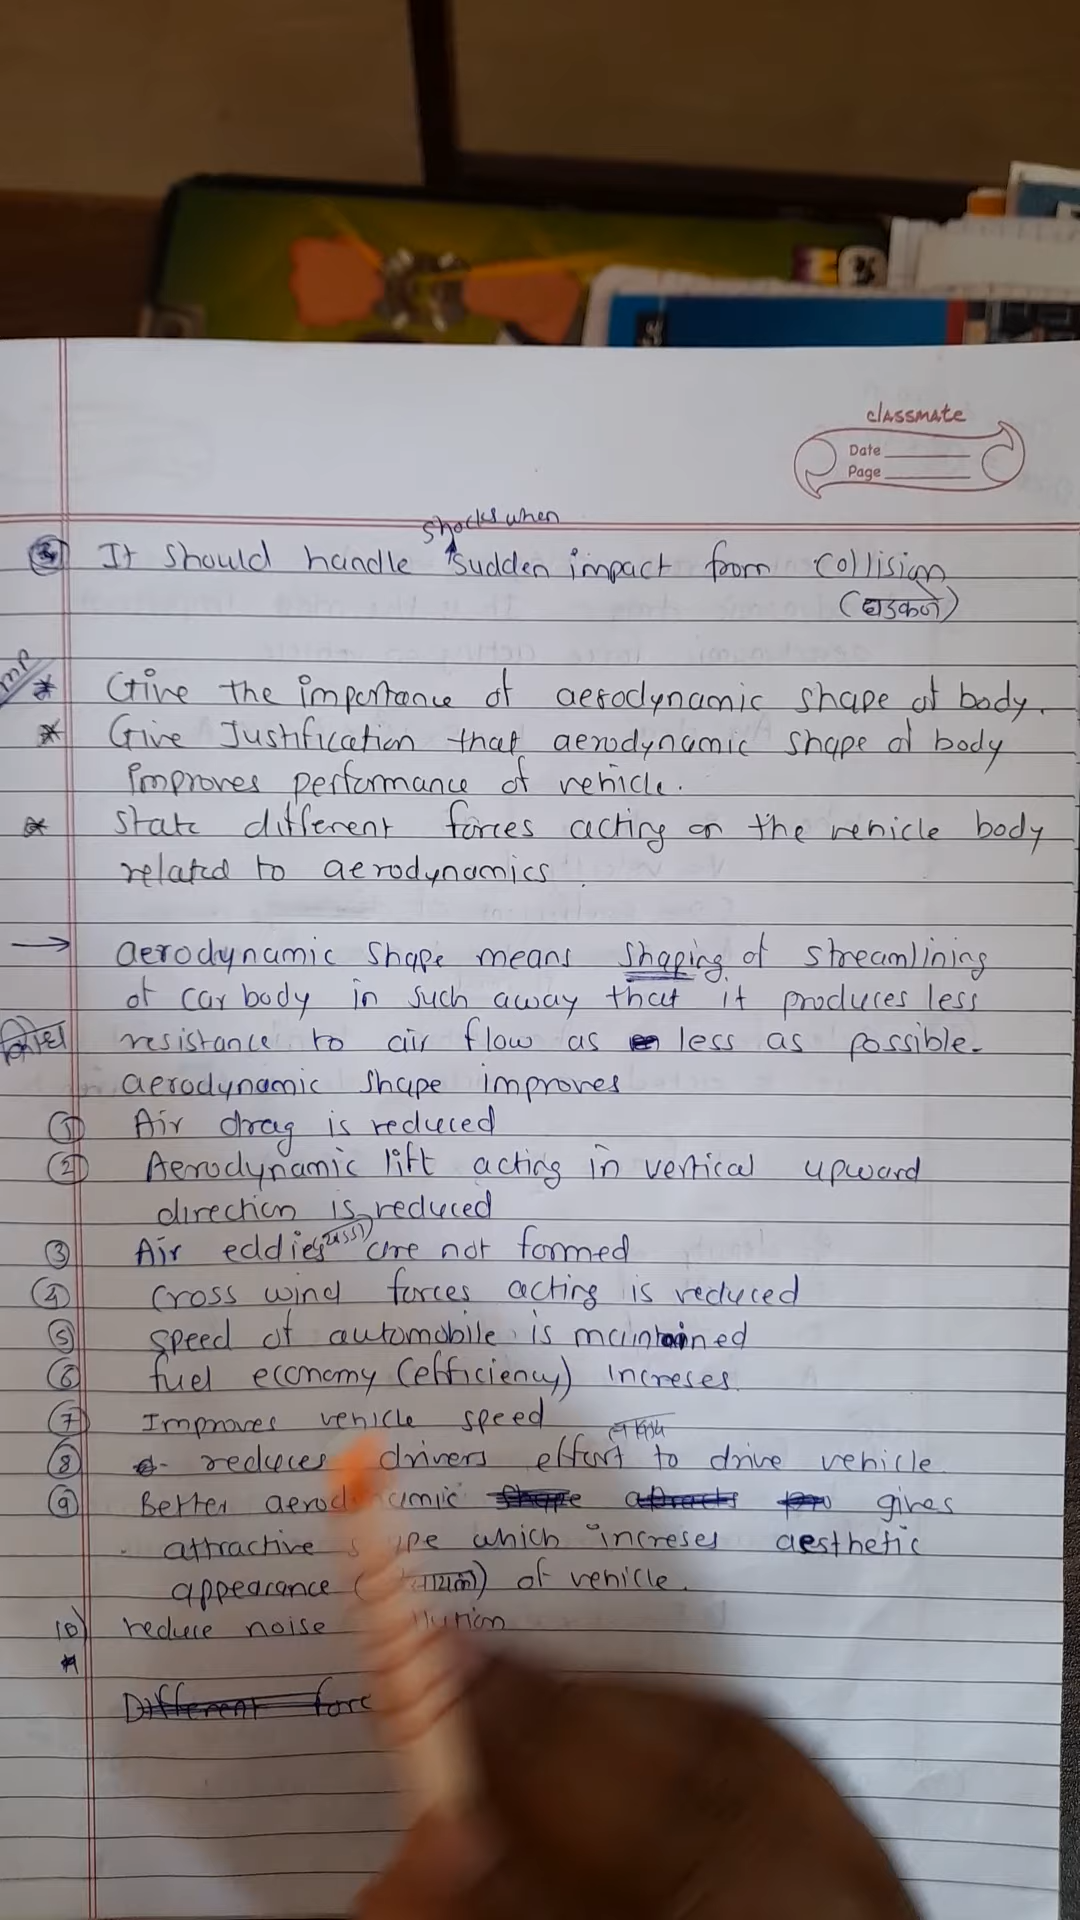 classmate
Date
Page
shocks when
It should handle sudden impact from collision
(धडकने)
IMP
* Give the importance of aerodynamic shape of body.
* Give Justification that aerodynamic shape of body
improves performance of vehicle.
* State different forces acting on the vehicle body
related to aerodynamics.
→ aerodynamic shape means shaping of streamlining
of car body in such away that it produces less
resistance to air flow as less as possible.
aerodynamic shape improves
① Air drag is reduced
② Aerodynamic lift acting in vertical upward
direction is reduced
③ Air eddies are not formed
④ cross wind forces acting is reduced
⑤ speed of automobile is maintained
⑥ fuel economy (efficiency) increses.
⑦ Improves vehicle speed
⑧ reduces drivers effort to drive vehicle
⑨ Better gives
attractive which increses aesthetic
appearance of vehicle.
10) reduce noise
*
Different forc